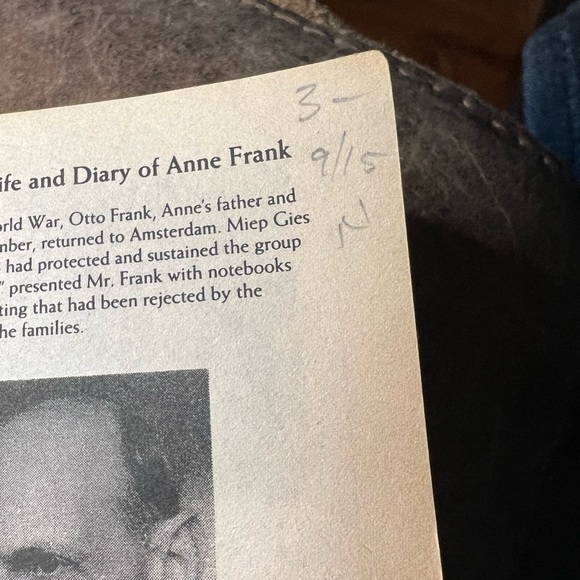 3-
9/15
N
ife and Diary of Anne Frank
orld War, Otto Frank, Anne's father and
nber, returned to Amsterdam. Miep Gies
had protected and sustained the group
" presented Mr. Frank with notebooks
ting that had been rejected by the
he families.